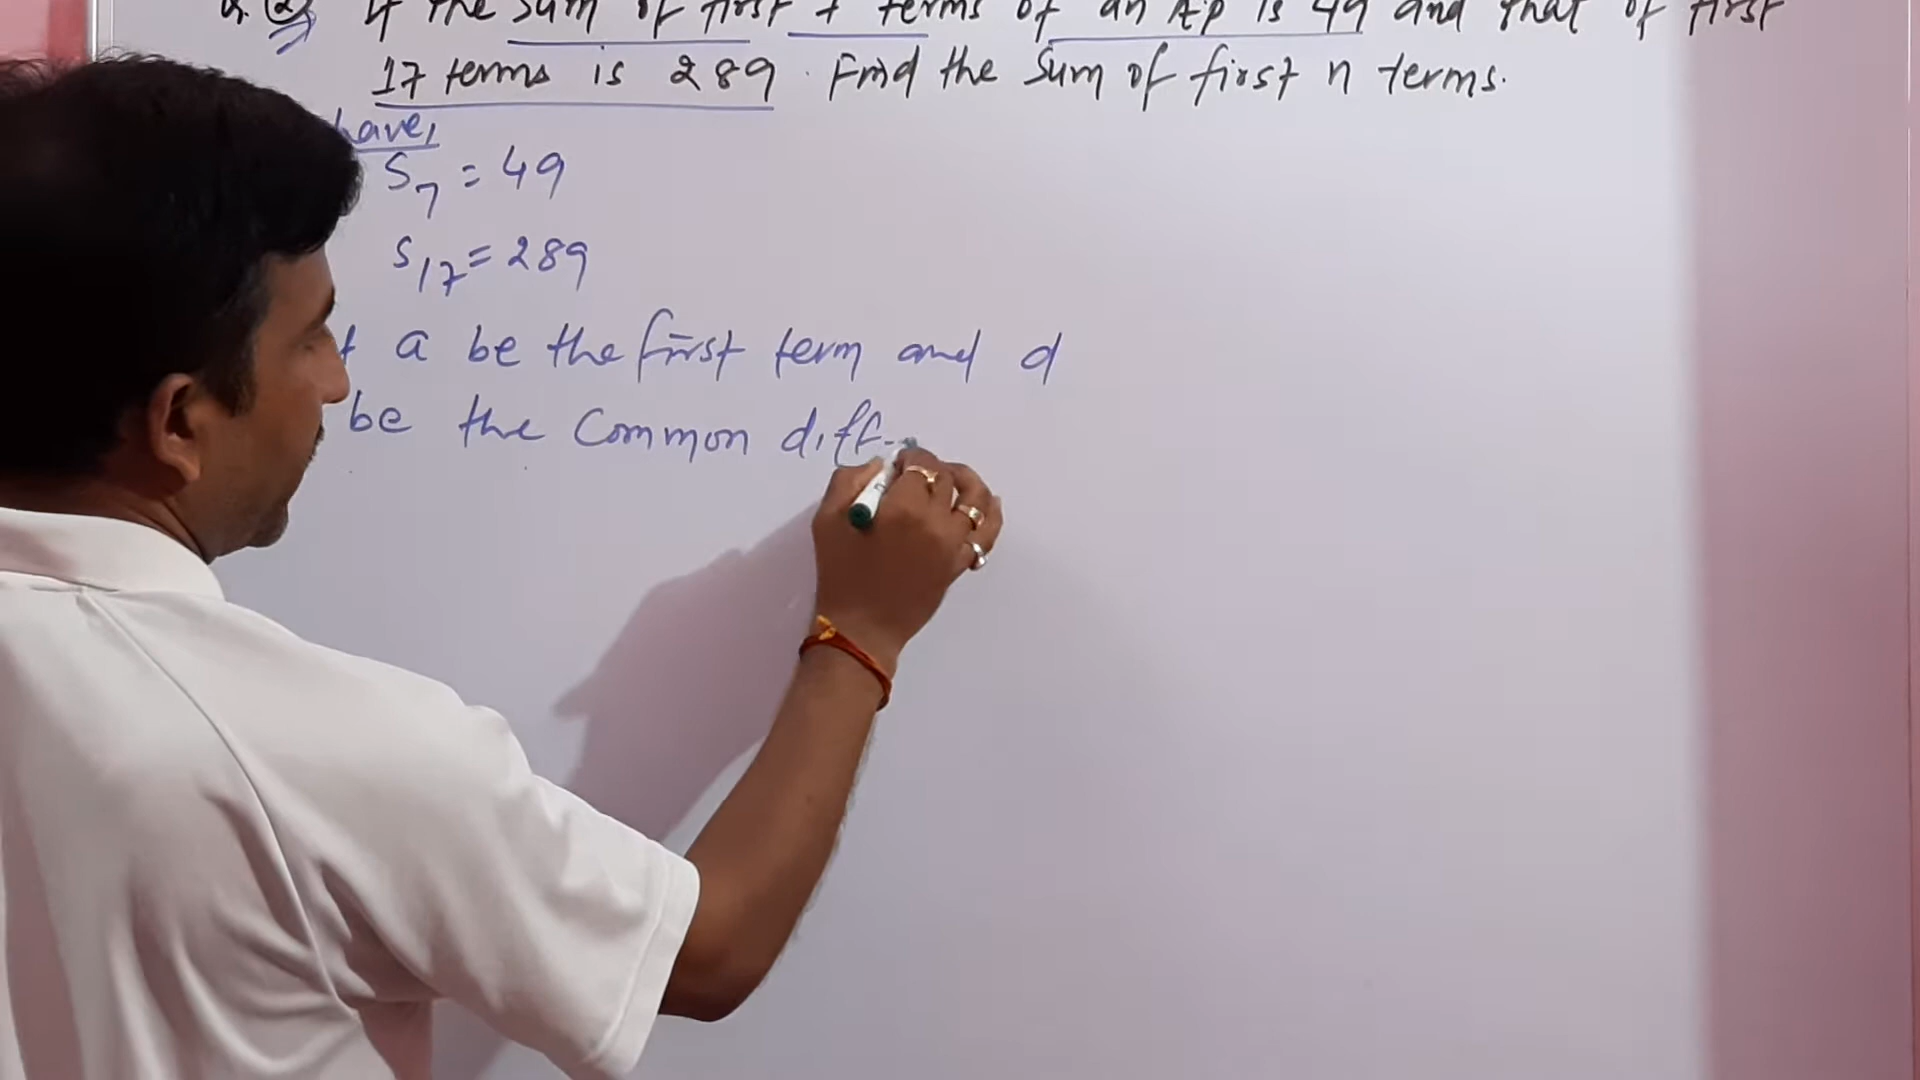 Q. (2) If the sum of first 7 terms of an AP is 49 and that of first
17 terms is 289. Find the sum of first n terms.
have,
S7 = 49
S17 = 289
a be the first term and d
be the common diff